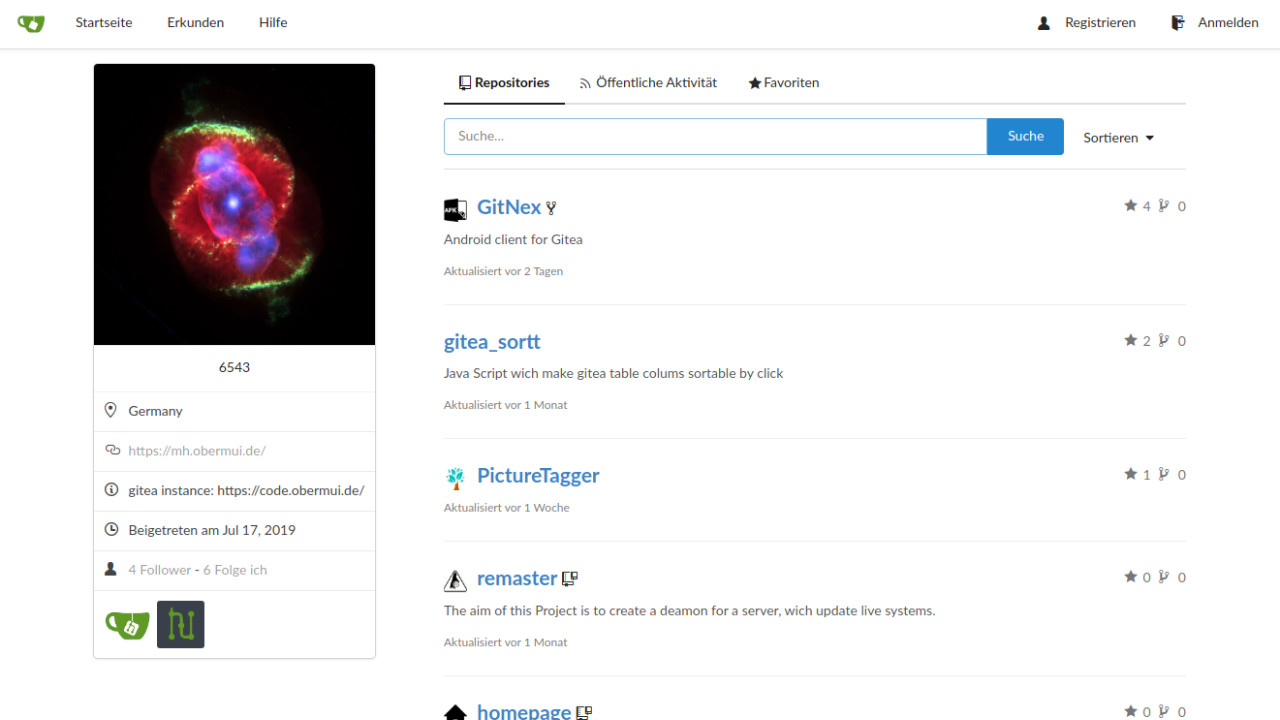 Startseite Erkunden Hilfe Registrieren Anmelden
6543
Germany
https://mh.obermui.de/
gitea instance: https://code.obermui.de/
Beigetreten am Jul 17, 2019
4 Follower - 6 Folge ich
Repositories Öffentliche Aktivität Favoriten
Suche... Suche Sortieren
APK GitNex 4 0
Android client for Gitea
Aktualisiert vor 2 Tagen
gitea_sortt 2 0
Java Script wich make gitea table colums sortable by click
Aktualisiert vor 1 Monat
PictureTagger 1 0
Aktualisiert vor 1 Woche
remaster 0 0
The aim of this Project is to create a deamon for a server, wich update live systems.
Aktualisiert vor 1 Monat
homepage 0 0